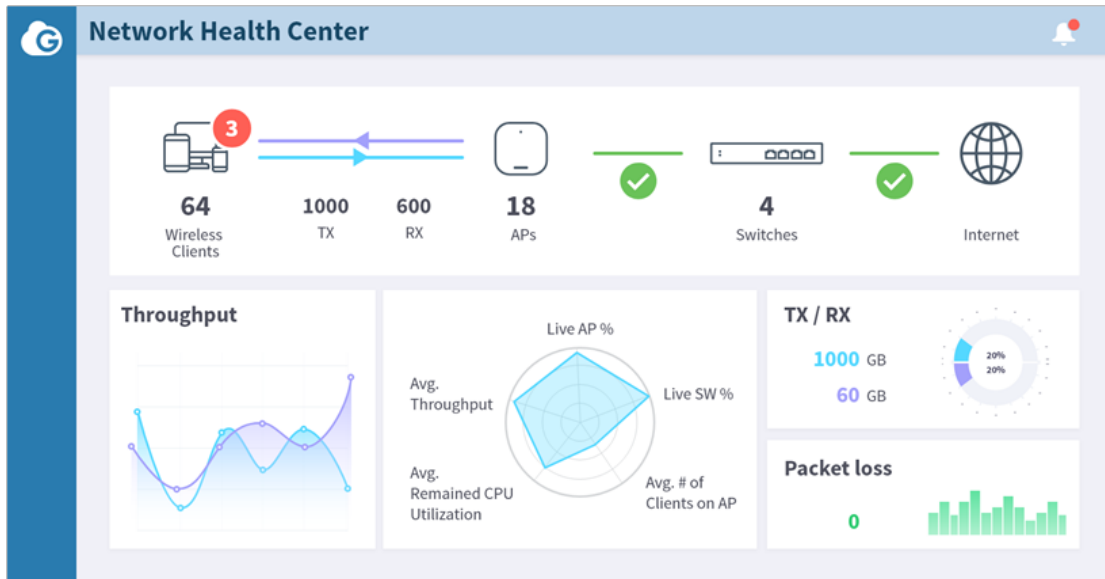 G
Network Health Center
3
64
Wireless
Clients
1000
TX
600
RX
18
APs
4
Switches
Internet
Throughput
Live AP %
Live SW %
Avg. # of
Clients on AP
Avg.
Remained CPU
Utilization
Avg.
Throughput
TX / RX
1000 GB
60 GB
20%
20%
Packet loss
0